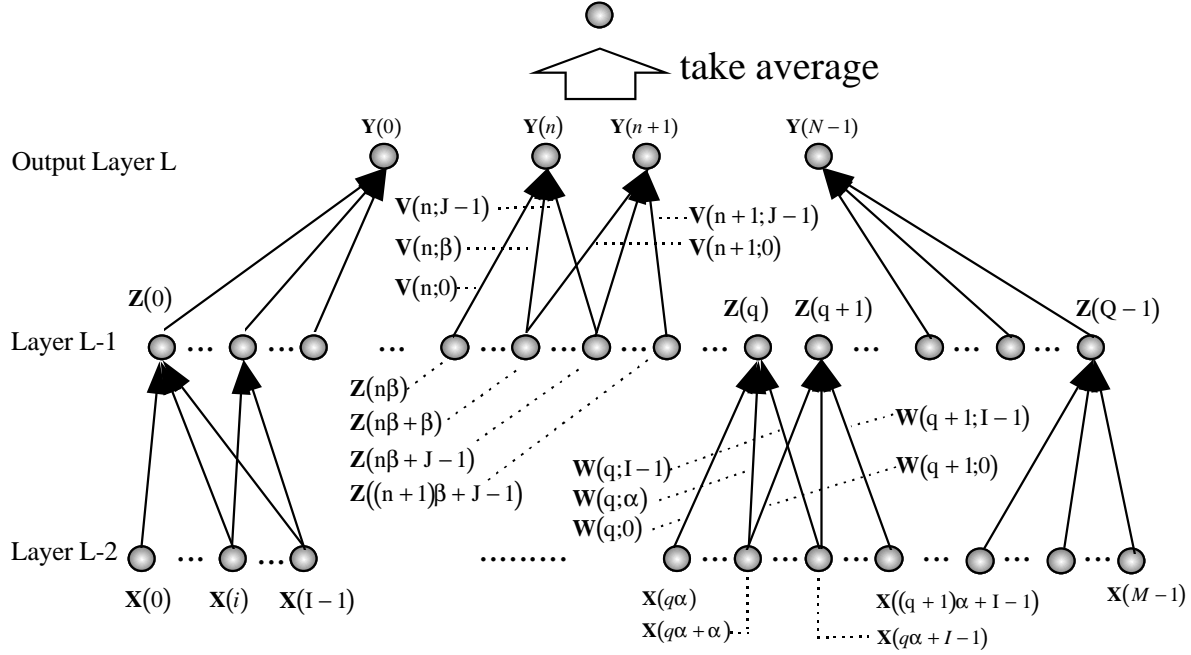 take average
Y(0)
Y(n)
Y(n+1)
Y(N−1)
Output Layer L
V(n;J−1)
V(n+1;J−1)
V(n;β)
V(n+1;0)
V(n;0)
Z(0)
Z(q)
Z(q+1)
Z(Q−1)
Layer L-1
... ... ... ... ... ... ... ... ... ...
Z(nβ)
Z(nβ+β)
Z(nβ+J−1)
Z((n+1)β+J−1)
W(q+1;I−1)
W(q;I−1)
W(q+1;0)
W(q;α)
W(q;0)
Layer L-2
... ... ......... ... ... ... ... ... ...
X(0)
X(i)
X(I−1)
X(qα)
X((q+1)α+I−1)
X(M−1)
X(qα+α)
X(qα+I−1)